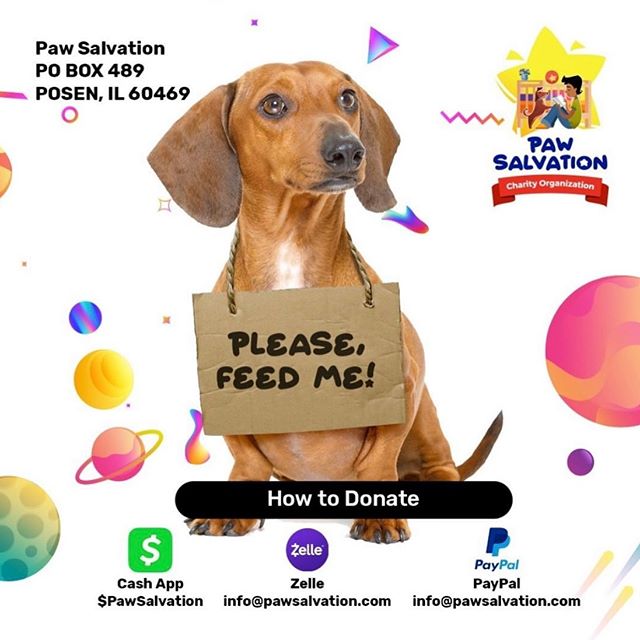 Paw Salvation
PO BOX 489
POSEN, IL 60469
PAW
SALVATION
Charity Organization
PLEASE,
FEED ME!
How to Donate
$
Zelle
PayPal
Cash App
Zelle
PayPal
$PawSalvation
info@pawsalvation.com
info@pawsalvation.com